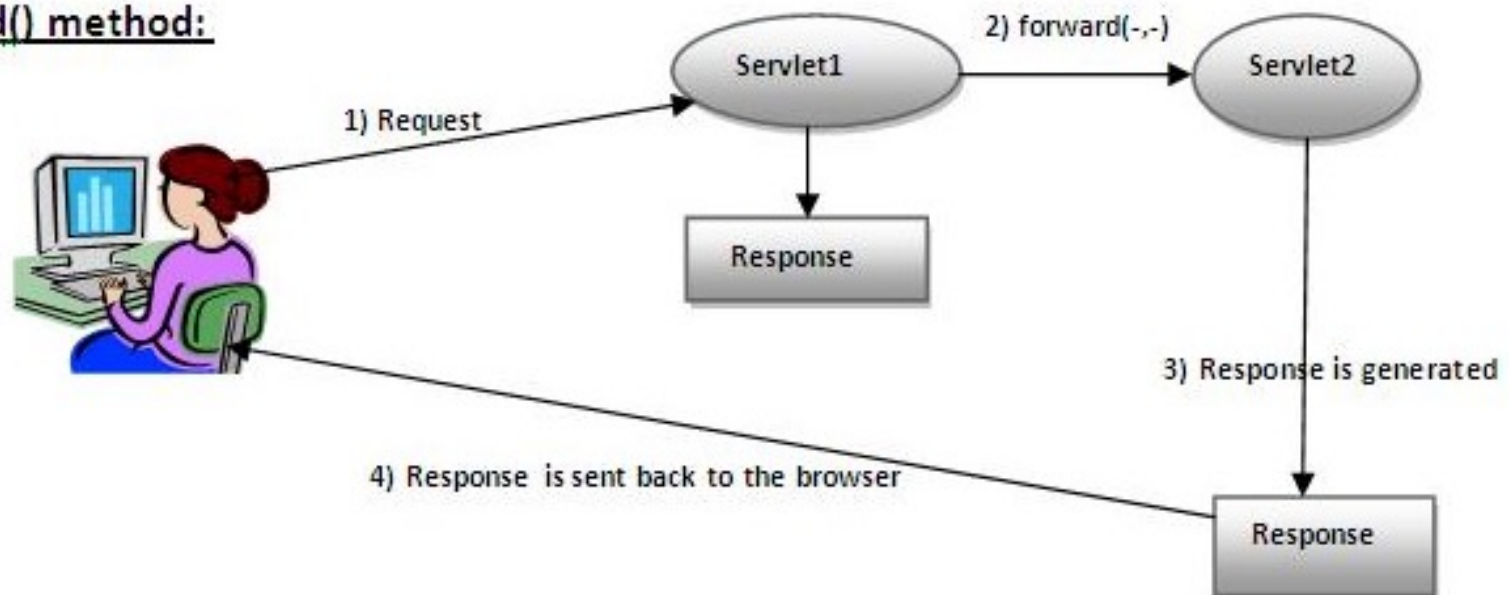 d() method:
2) forward(-,-)
Servlet1
Servlet2
1) Request
Response
3) Response is generated
4) Response is sent back to the browser
Response